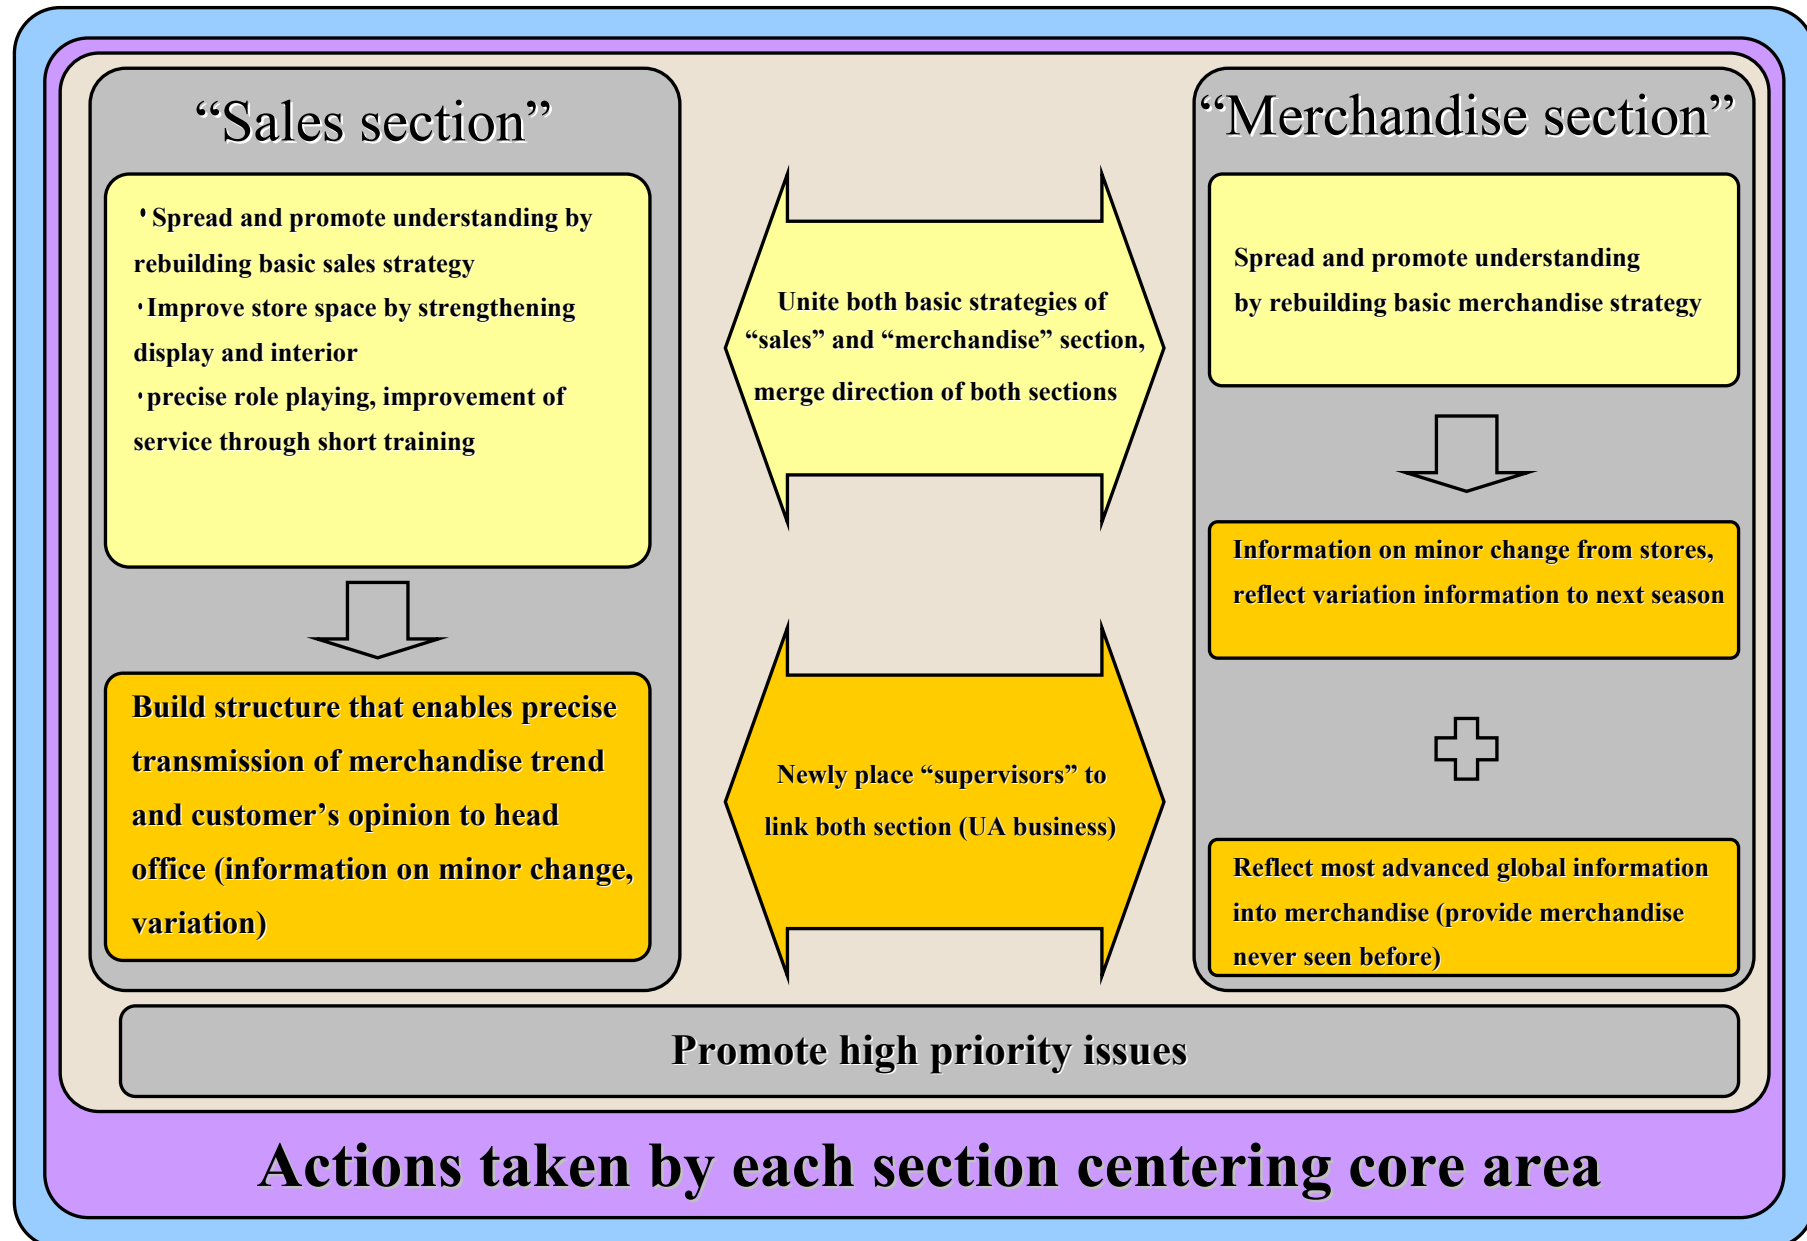 “Sales section”
・Spread and promote understanding by
rebuilding basic sales strategy
・Improve store space by strengthening
display and interior
・precise role playing, improvement of
service through short training
Build structure that enables precise
transmission of merchandise trend
and customer’s opinion to head
office (information on minor change,
variation)
Unite both basic strategies of
“sales” and “merchandise” section,
merge direction of both sections
Newly place “supervisors” to
link both section (UA business)
“Merchandise section”
Spread and promote understanding
by rebuilding basic merchandise strategy
Information on minor change from stores,
reflect variation information to next season
Reflect most advanced global information
into merchandise (provide merchandise
never seen before)
Promote high priority issues
Actions taken by each section centering core area